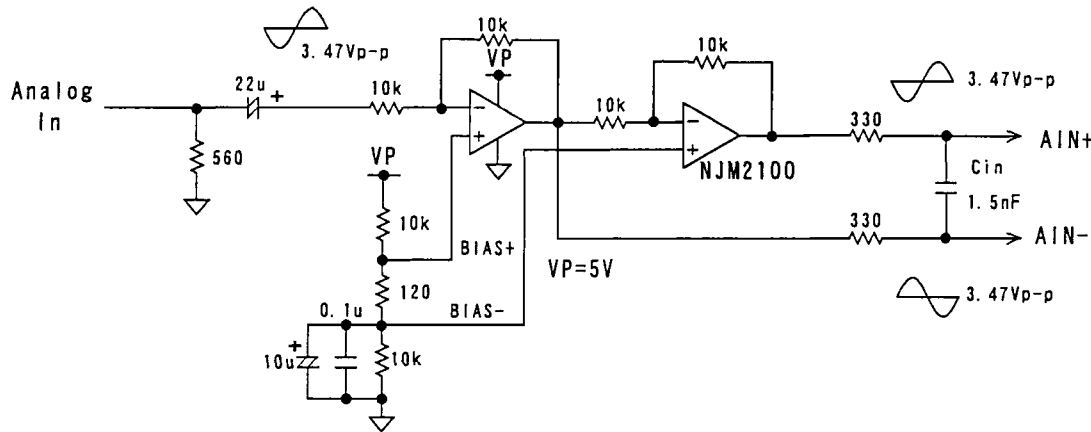 10k
3.47Vp-p
VP
10k
Analog
In
22u
+
10k
-
+
10k
-
+
NJM2100
3.47Vp-p
330
AIN+
560
VP
10k
BIAS+
Cin
1.5nF
120
VP=5V
330
AIN-
0.1u
BIAS-
+
10u
10k
3.47Vp-p